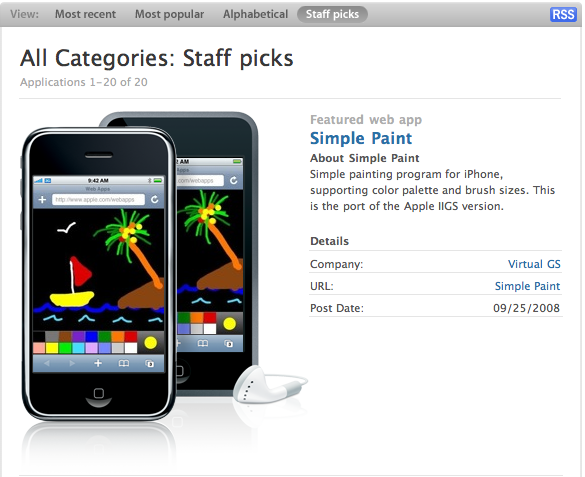 View: Most recent Most popular Alphabetical Staff picks RSS
All Categories: Staff picks
Applications 1–20 of 20
Featured web app
Simple Paint
About Simple Paint
Simple painting program for iPhone,
supporting color palette and brush sizes. This
is the port of the Apple IIGS version.
Details
Company: Virtual GS
URL: Simple Paint
Post Date: 09/25/2008
9:42 AM
Web Apps
http://www.apple.com/webapps
2 AM
.com/webapps